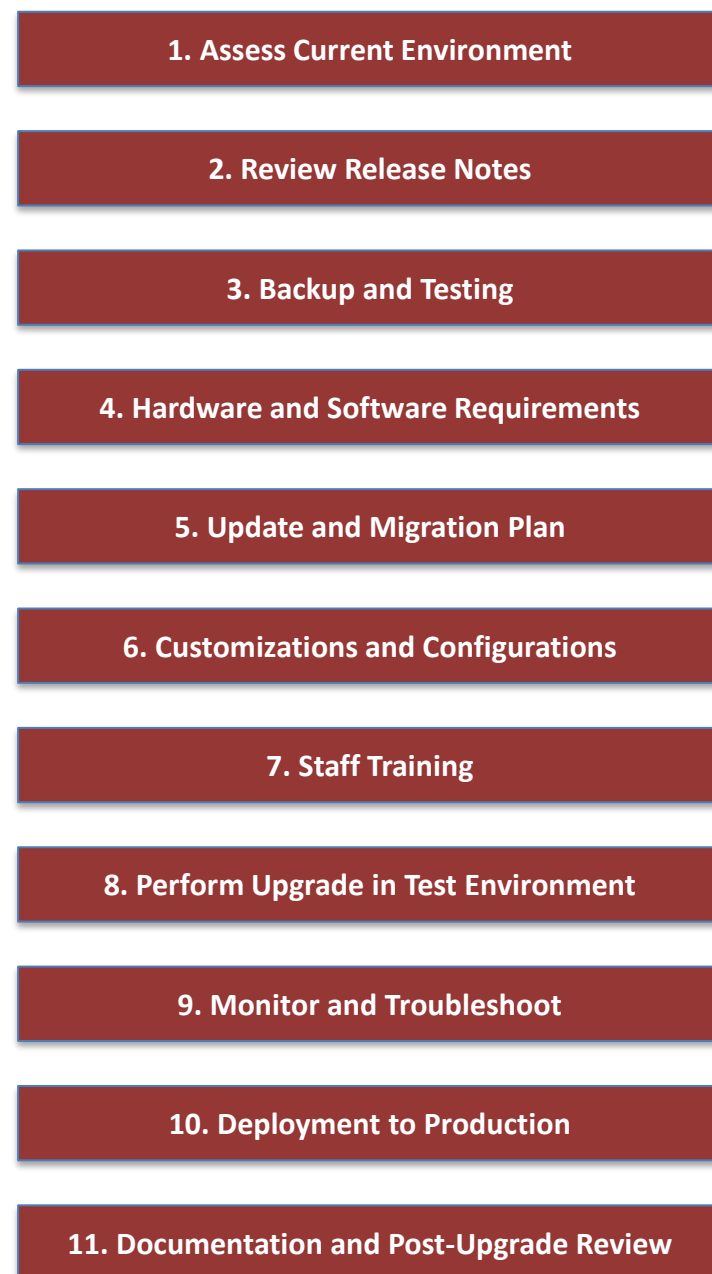 1. Assess Current Environment
2. Review Release Notes
3. Backup and Testing
4. Hardware and Software Requirements
5. Update and Migration Plan
6. Customizations and Configurations
7. Staff Training
8. Perform Upgrade in Test Environment
9. Monitor and Troubleshoot
10. Deployment to Production
11. Documentation and Post-Upgrade Review